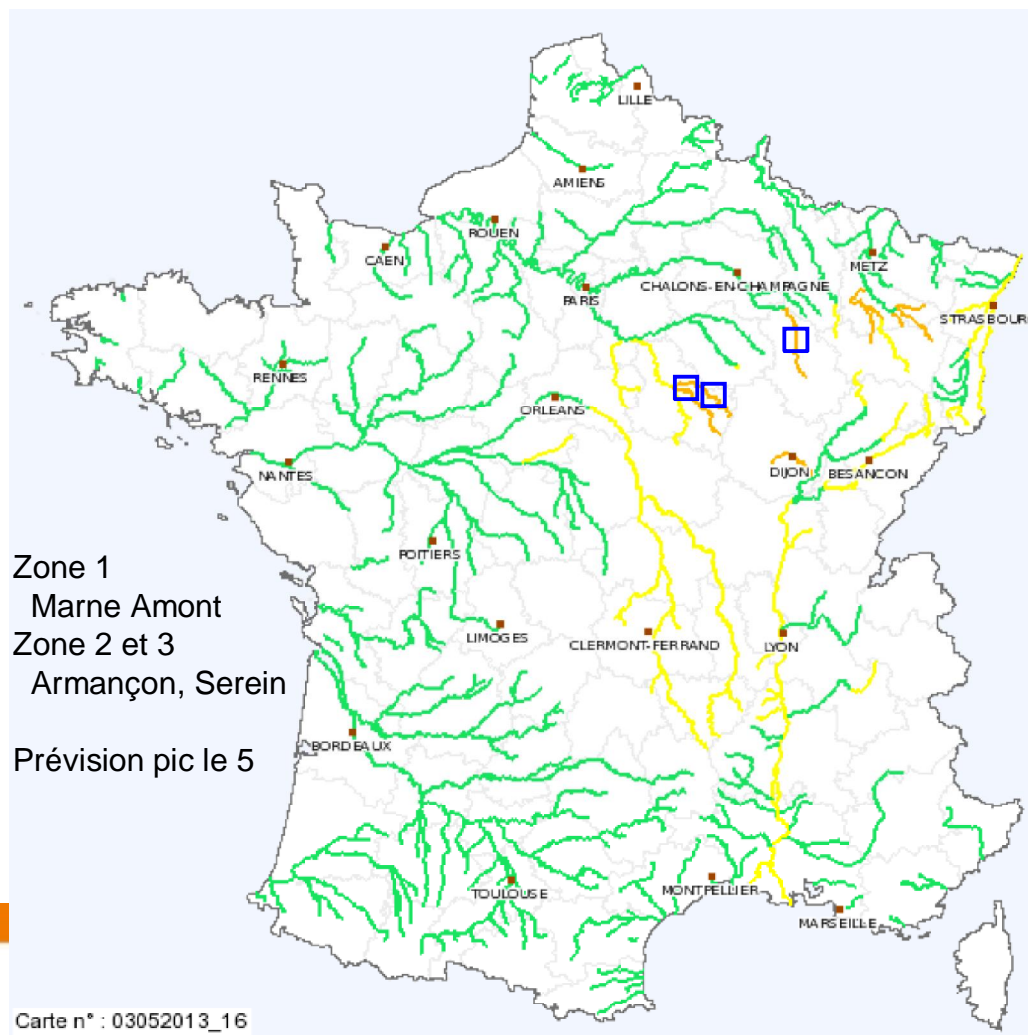 LILLE
AMIENS
ROUEN
CAEN
METZ
PARIS
CHALONS-EN-CHAMPAGNE
STRASBOUR
RENNES
ORLEANS
NANTES
DIJON
BESANCON
POITIERS
Zone 1
Marne Amont
Zone 2 et 3
Armançon, Serein
Prévision pic le 5
LIMOGES
CLERMONT-FERRAND
LYON
BORDEAUX
TOULOUSE
MONTPELLIER
MARSEILLE
Carte n° : 03052013_16